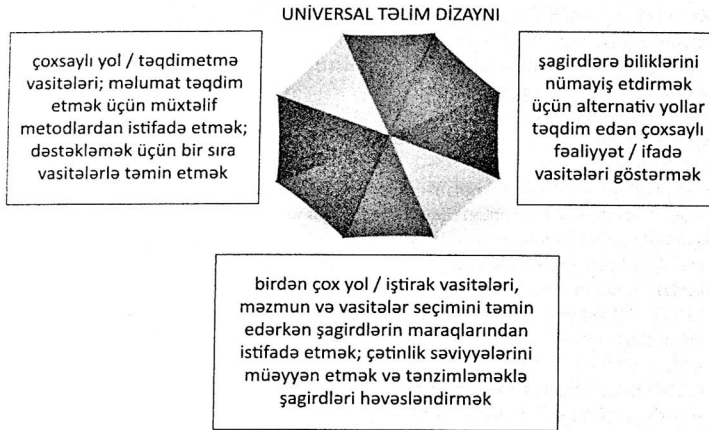 UNİVERSAL TƏLİM DİZAYNI
çoxsaylı yol / təqdimetmə
vasitələri; məlumat təqdim
etmək üçün müxtəlif
metodlardan istifadə etmək;
dəstəkləmək üçün bir sıra
vasitələrlə təmin etmək
şagirdlərə biliklərini
nümayiş etdirmək
üçün alternativ yollar
təqdim edən çoxsaylı
fəaliyyət / ifadə
vasitələri göstərmək
birdən çox yol / iştirak vasitələri,
məzmun və vasitələr seçimini təmin
edərkən şagirdlərin maraqlarından
istifadə etmək; çətinlik səviyyələrini
müəyyən etmək və tənzimləməklə
şagirdləri həvəsləndirmək